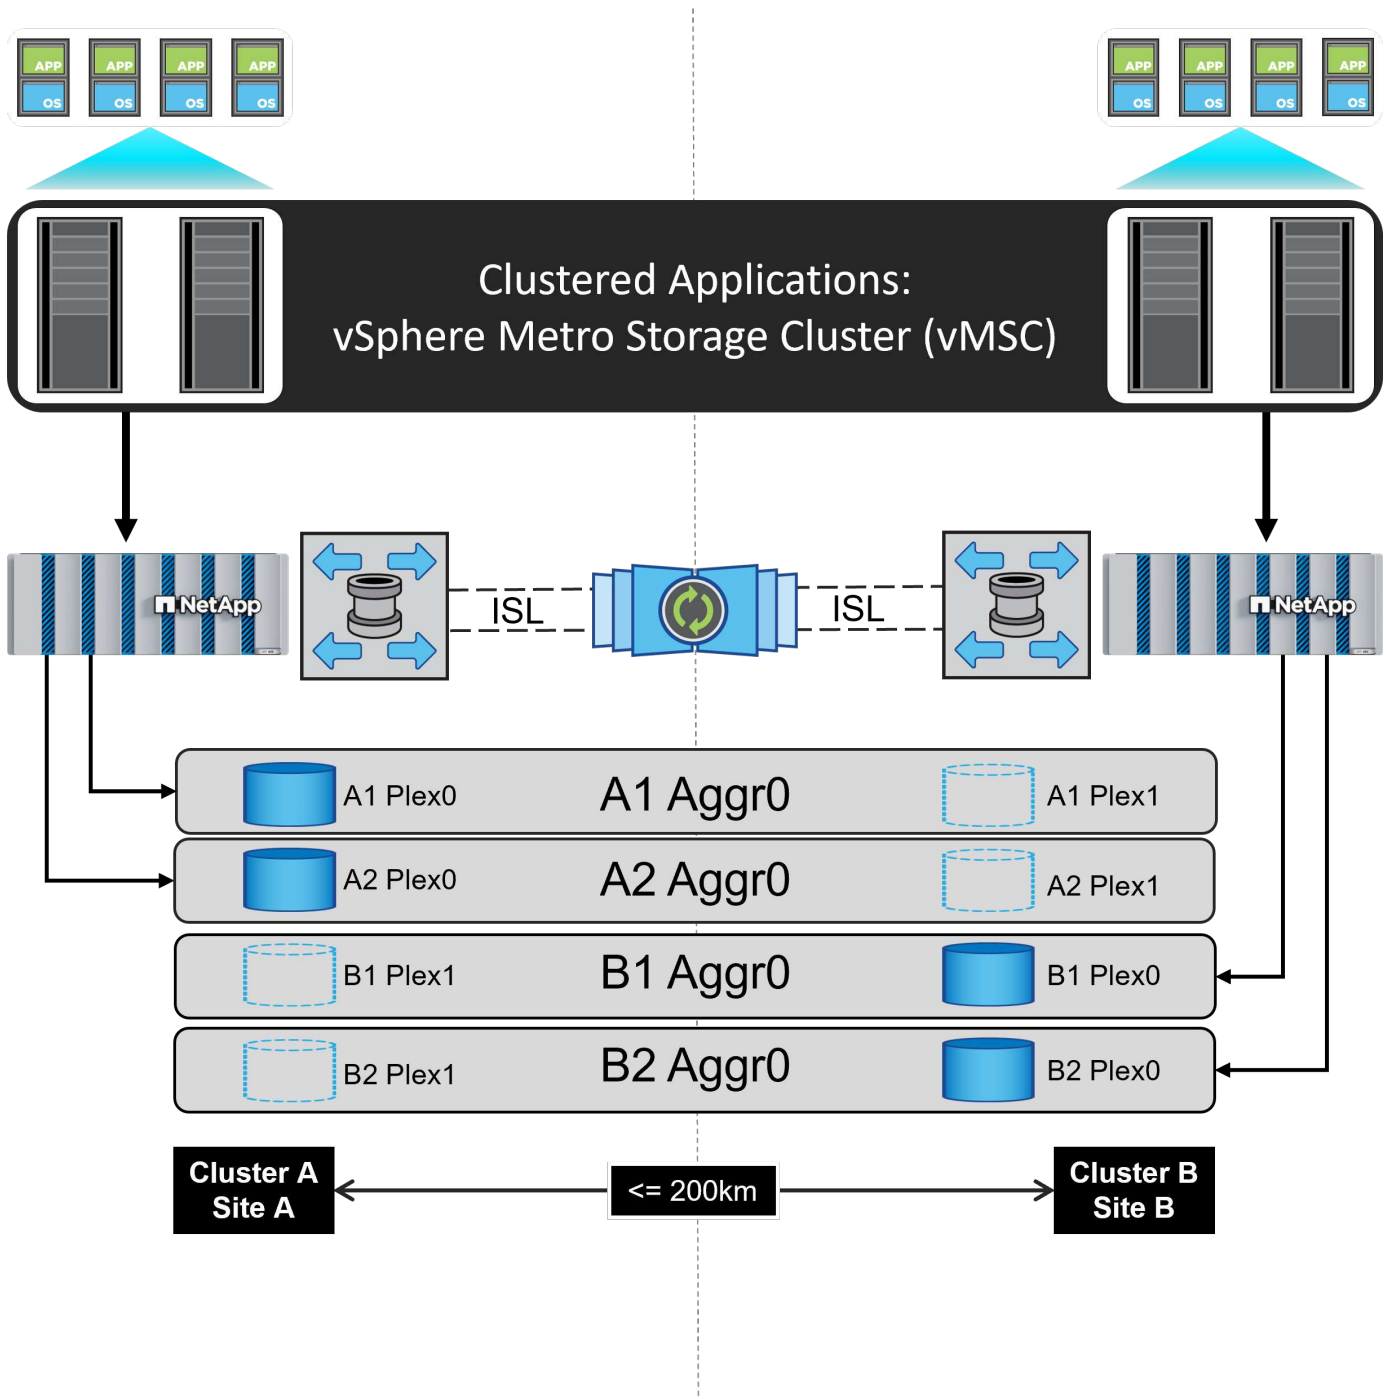 APP APP APP APP
OS OS OS OS
APP APP APP APP
OS OS OS OS
Clustered Applications:
vSphere Metro Storage Cluster (vMSC)
NetApp
ISL
ISL
NetApp
A1 Plex0
A1 Aggr0
A1 Plex1
A2 Plex0
A2 Aggr0
A2 Plex1
B1 Plex1
B1 Aggr0
B1 Plex0
B2 Plex1
B2 Aggr0
B2 Plex0
Cluster A
Site A
<= 200km
Cluster B
Site B